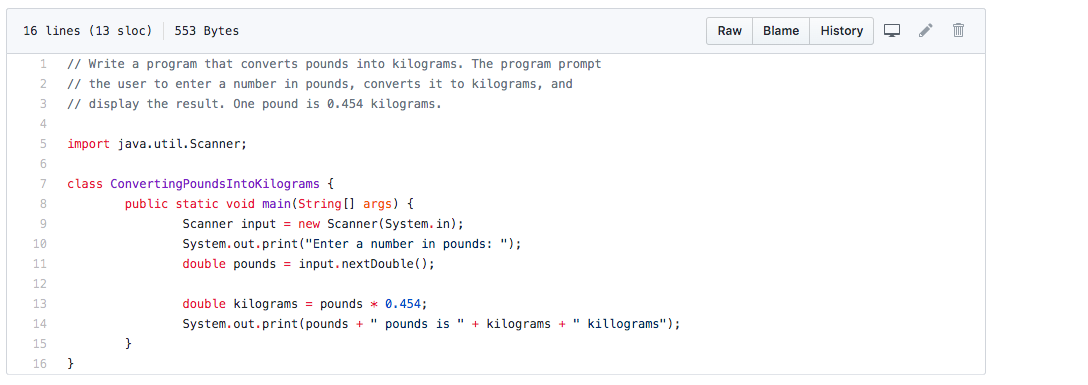 16 lines (13 sloc) 553 Bytes Raw Blame History
1 // Write a program that converts pounds into kilograms. The program prompt
2 // the user to enter a number in pounds, converts it to kilograms, and
3 // display the result. One pound is 0.454 kilograms.
4
5 import java.util.Scanner;
6
7 class ConvertingPoundsIntoKilograms {
8 public static void main(String[] args) {
9 Scanner input = new Scanner(System.in);
10 System.out.print("Enter a number in pounds: ");
11 double pounds = input.nextDouble();
12
13 double kilograms = pounds * 0.454;
14 System.out.print(pounds + " pounds is " + kilograms + " killograms");
15 }
16 }